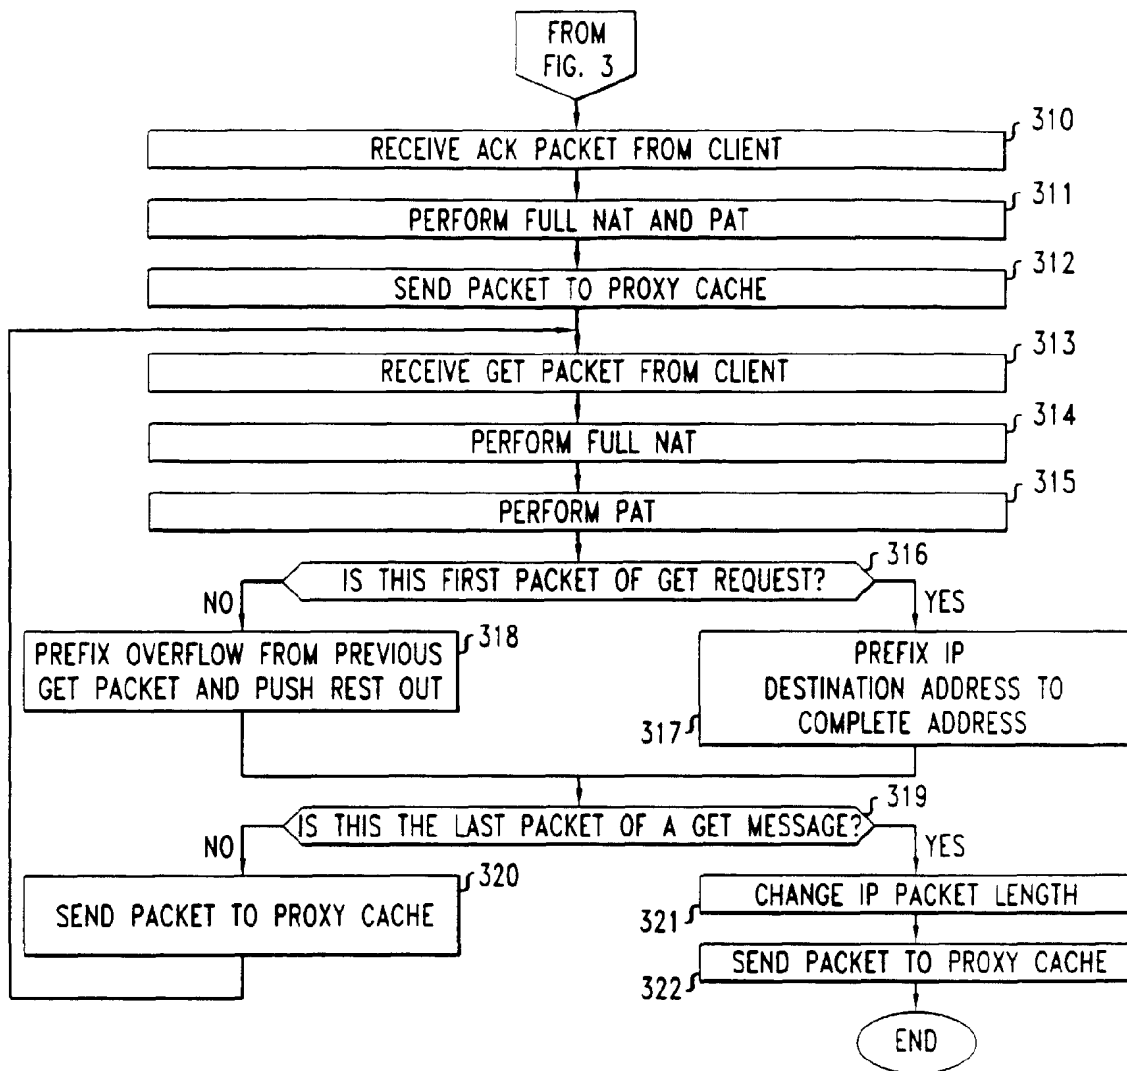 FROM
FIG. 3
310
RECEIVE ACK PACKET FROM CLIENT
311
PERFORM FULL NAT AND PAT
312
SEND PACKET TO PROXY CACHE
313
RECEIVE GET PACKET FROM CLIENT
314
PERFORM FULL NAT
315
PERFORM PAT
316
IS THIS FIRST PACKET OF GET REQUEST?
NO
YES
318
PREFIX OVERFLOW FROM PREVIOUS
GET PACKET AND PUSH REST OUT
PREFIX IP
DESTINATION ADDRESS TO
COMPLETE ADDRESS
317
319
IS THIS THE LAST PACKET OF A GET MESSAGE?
NO
YES
320
SEND PACKET TO PROXY CACHE
CHANGE IP PACKET LENGTH
321
SEND PACKET TO PROXY CACHE
322
END